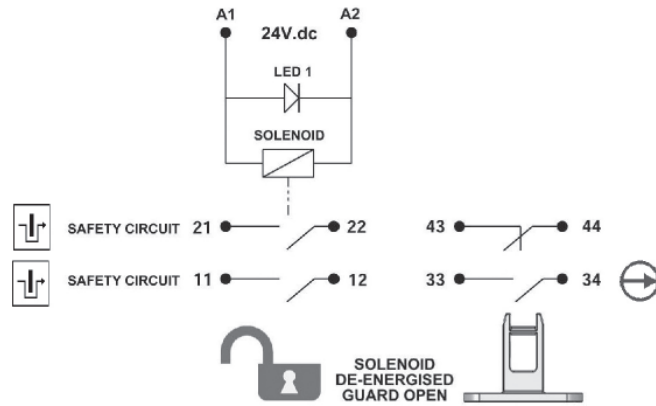 A1 A2
24V.dc
LED 1
SOLENOID
SAFETY CIRCUIT 21 22 43 44
SAFETY CIRCUIT 11 12 33 34
SOLENOID
DE-ENERGISED
GUARD OPEN